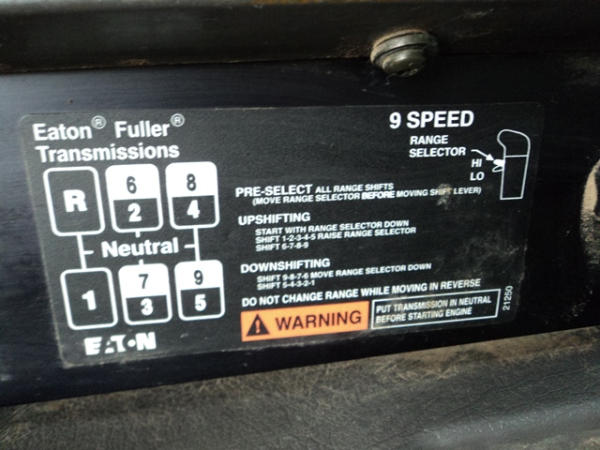 Eaton® Fuller®
Transmissions
9 SPEED
RANGE
SELECTOR
HI
LO
R
6
2
8
4
Neutral
1
7
3
9
5
PRE-SELECT ALL RANGE SHIFTS
(MOVE RANGE SELECTOR BEFORE MOVING SHIFT LEVER)
UPSHIFTING
START WITH RANGE SELECTOR DOWN
SHIFT 1-2-3-4-5 RAISE RANGE SELECTOR
SHIFT 6-7-8-9
DOWNSHIFTING
SHIFT 9-8-7-6 MOVE RANGE SELECTOR DOWN
SHIFT 5-4-3-2-1
DO NOT CHANGE RANGE WHILE MOVING IN REVERSE
WARNING
PUT TRANSMISSION IN NEUTRAL
BEFORE STARTING ENGINE
21250
EATON